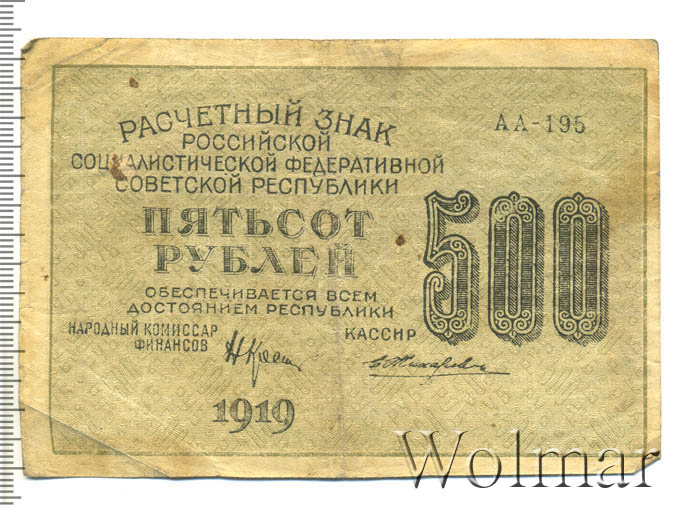 РАСЧЕТНЫЙ ЗНАК
РОССИЙСКОЙ
СОЦИАЛИСТИЧЕСКОЙ ФЕДЕРАТИВНОЙ
СОВЕТСКОЙ РЕСПУБЛИКИ
АА-195
ПЯТЬСОТ
РУБЛЕЙ
500
ОБЕСПЕЧИВАЕТСЯ ВСЕМ
ДОСТОЯНИЕМ РЕСПУБЛИКИ
НАРОДНЫЙ КОМИССАР
ФИНАНСОВ
КАССИР
1919
Wolmar